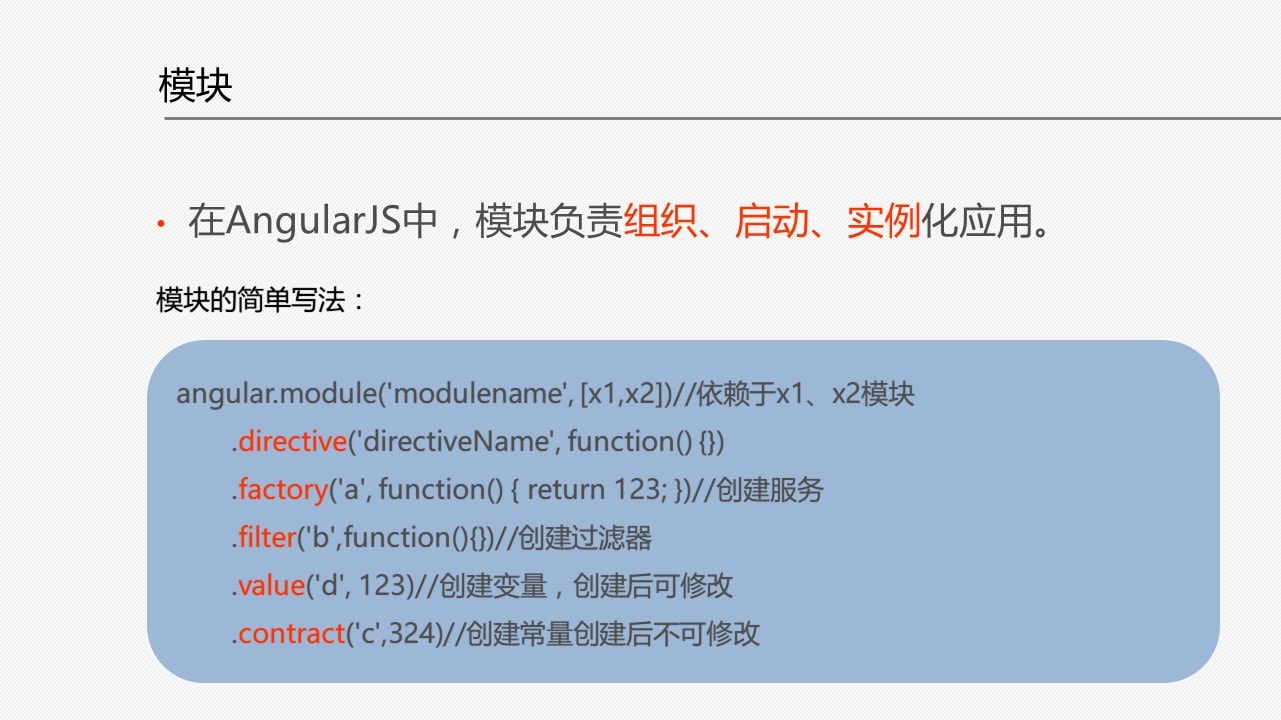 模块
• 在AngularJS中，模块负责组织、启动、实例化应用。
模块的简单写法：
angular.module('modulename', [x1,x2])//依赖于x1、x2模块
.directive('directiveName', function() {})
.factory('a', function() { return 123; })//创建服务
.filter('b',function(){})//创建过滤器
.value('d', 123)//创建变量，创建后可修改
.contract('c',324)//创建常量创建后不可修改